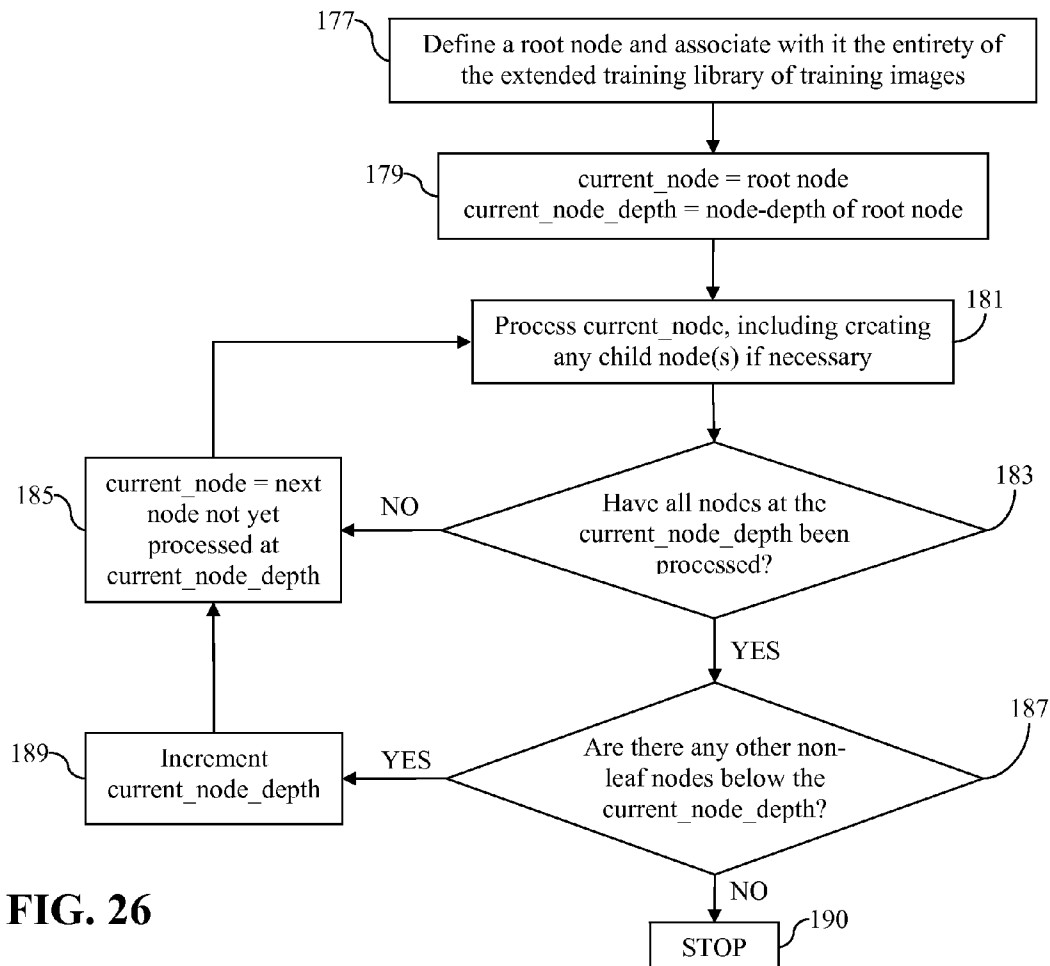 177
Define a root node and associate with it the entirety of
the extended training library of training images
179
current_node = root node
current_node_depth = node-depth of root node
181
Process current_node, including creating
any child node(s) if necessary
183
Have all nodes at the
current_node_depth been
processed?
NO
185
current_node = next
node not yet
processed at
current_node_depth
YES
187
Are there any other non-
leaf nodes below the
current_node_depth?
YES
189
Increment
current_node_depth
NO
190
STOP
FIG. 26